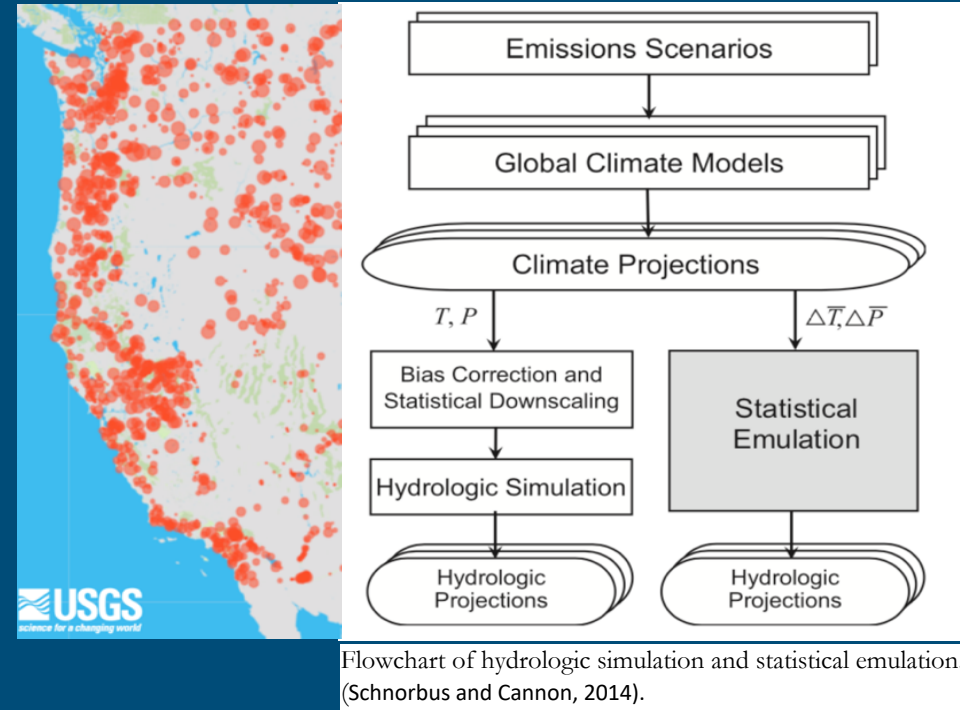 USGS
science for a changing world
Emissions Scenarios
Global Climate Models
Climate Projections
T, P
△T̅,△P̅
Bias Correction and
Statistical Downscaling
Hydrologic Simulation
Hydrologic
Projections
Statistical
Emulation
Hydrologic
Projections
Flowchart of hydrologic simulation and statistical emulation
(Schnorbus and Cannon, 2014).